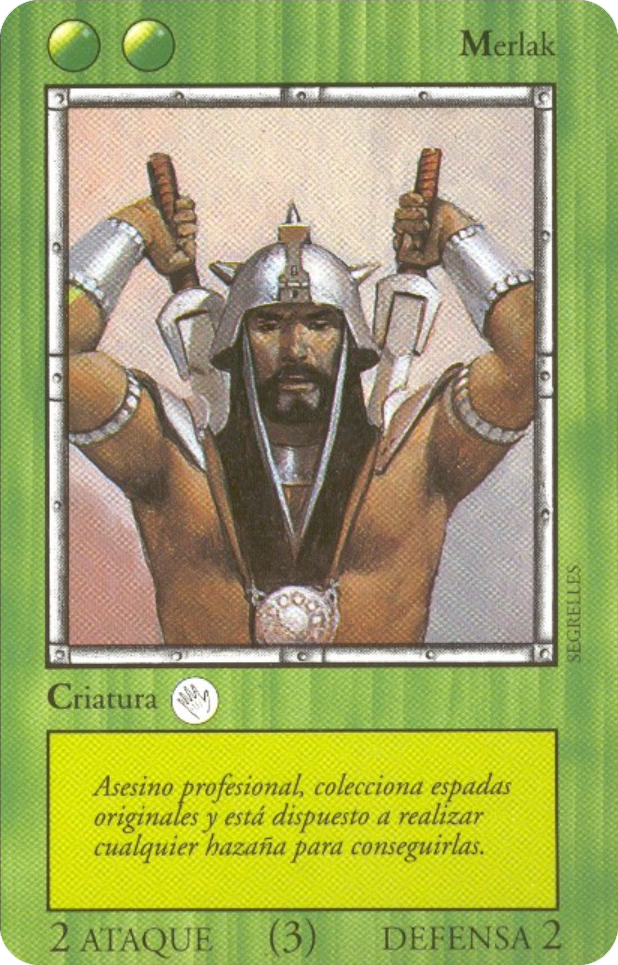 Merlak
SEGRELLES
Criatura
Asesino profesional, colecciona espadas
originales y está dispuesto a realizar
cualquier hazaña para conseguirlas.
2 ATAQUE (3) DEFENSA 2